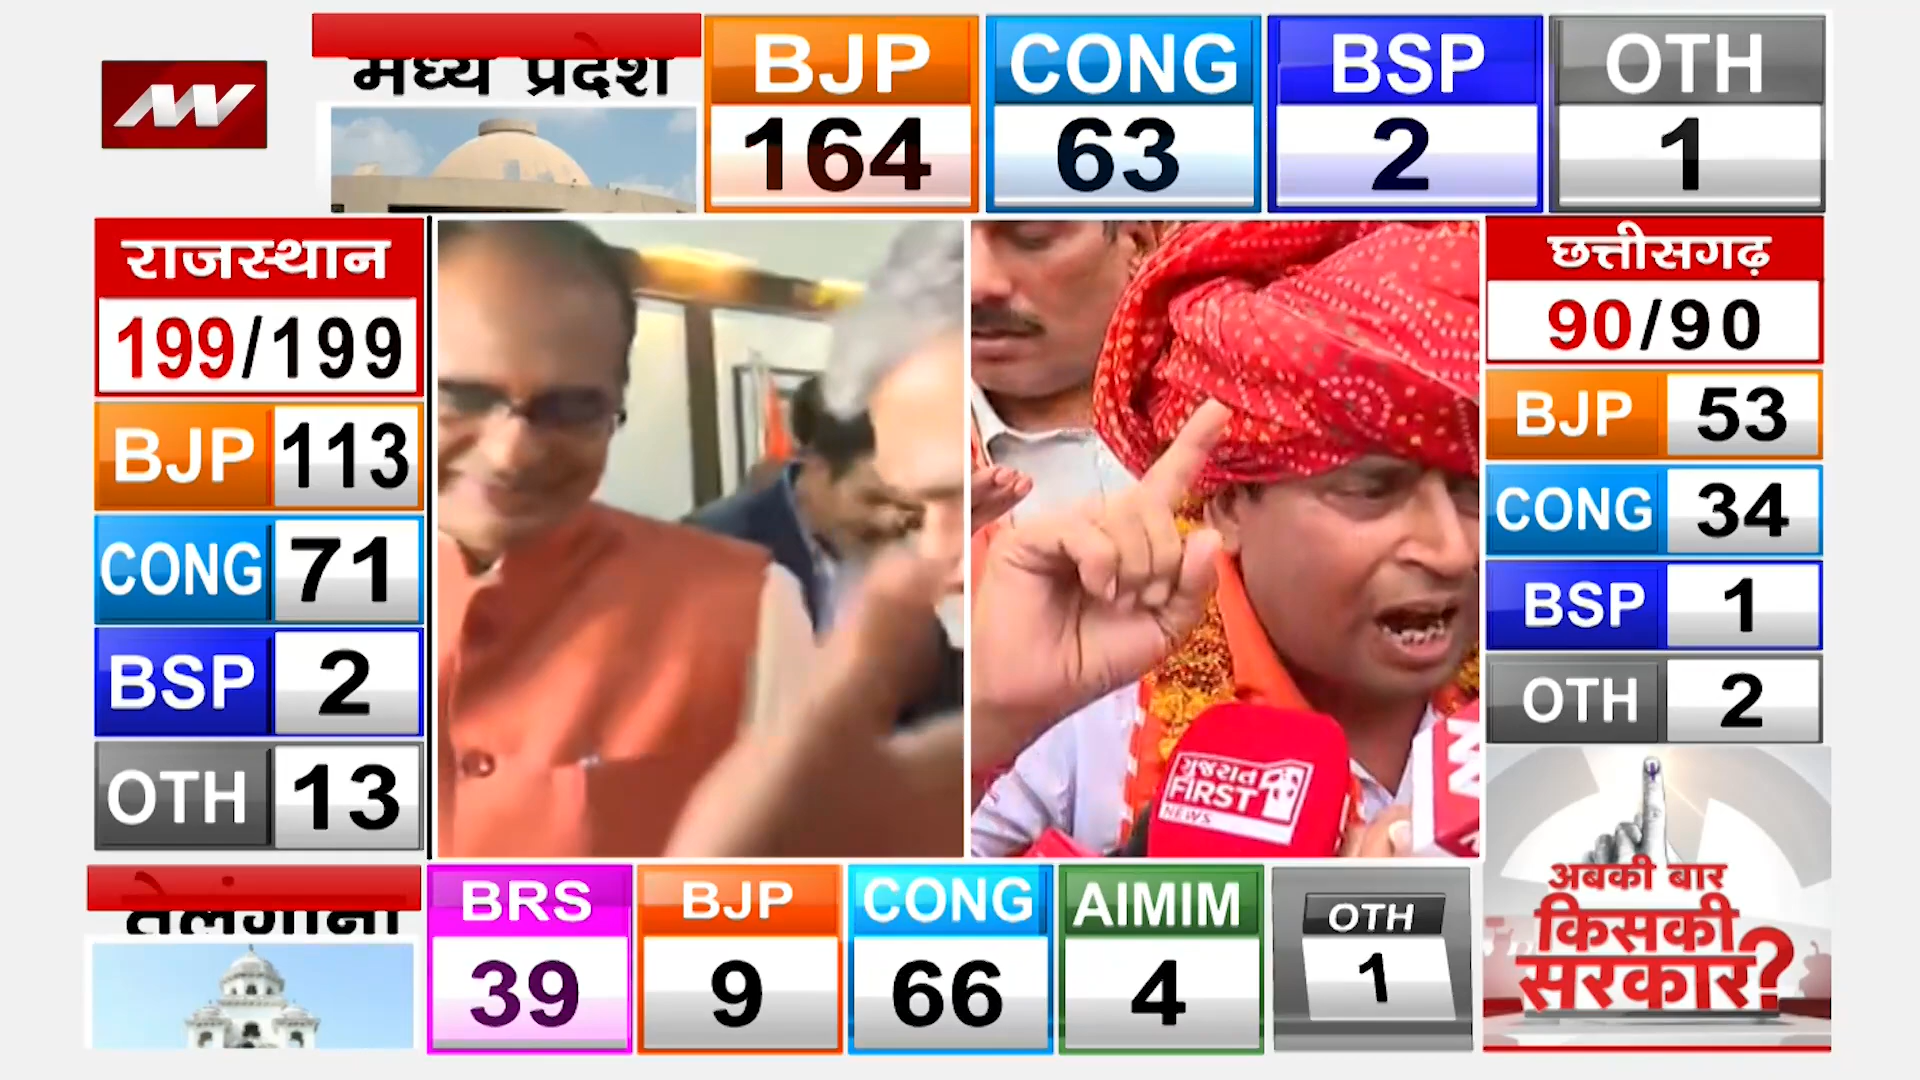 मध्य प्रदेश
BJP CONG BSP OTH
164 63 2 1
राजस्थान
199/199
BJP 113
CONG 71
BSP 2
OTH 13
छत्तीसगढ़
90/90
BJP 53
CONG 34
BSP 1
OTH 2
ગુજરાત
FIRST
NEWS
अबकी बार
किसकी
सरकार?
तेलंगाना
BRS BJP CONG AIMIM OTH
39 9 66 4 1